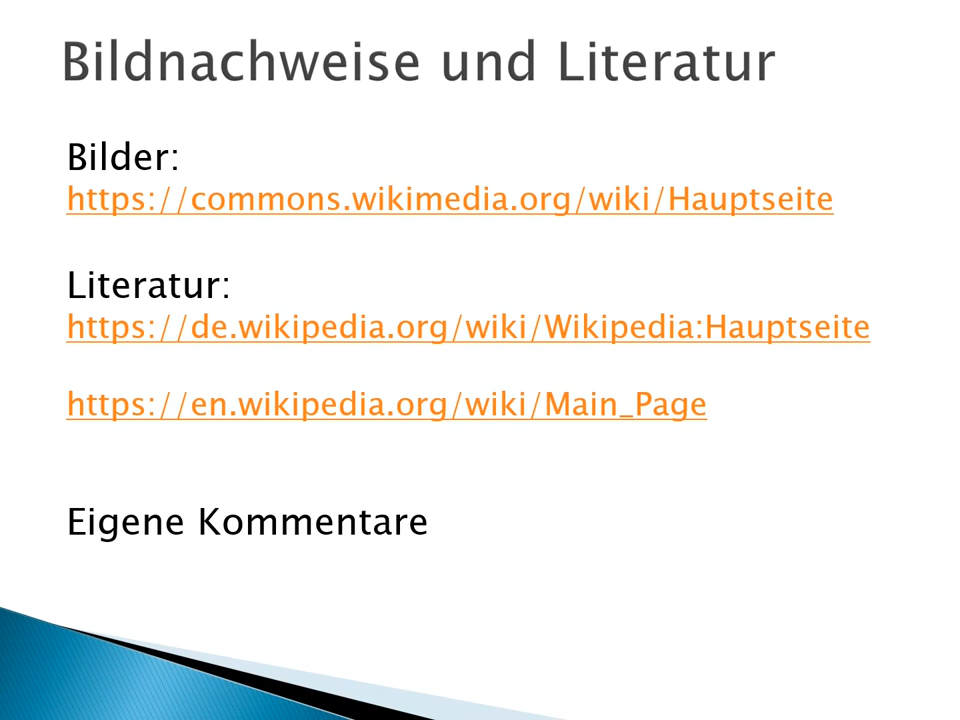 Bildnachweise und Literatur
Bilder:
https://commons.wikimedia.org/wiki/Hauptseite
Literatur:
https://de.wikipedia.org/wiki/Wikipedia:Hauptseite
https://en.wikipedia.org/wiki/Main_Page
Eigene Kommentare